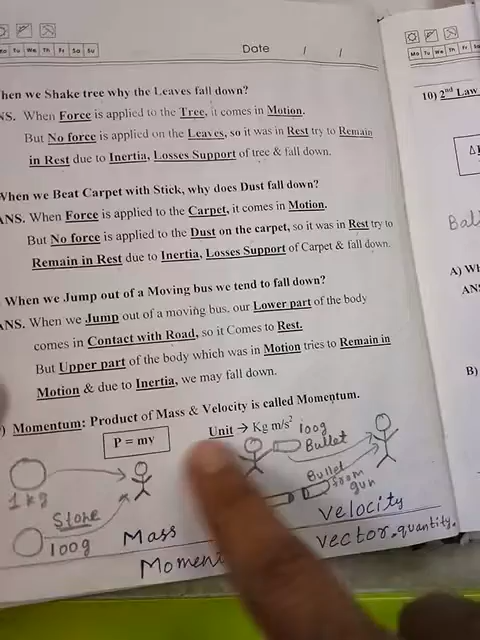 Mo Tu We Th Fr Sa Su
Date / /
hen we Shake tree why the Leaves fall down?
NS. When Force is applied to the Tree, it comes in Motion.
But No force is applied on the Leaves, so it was in Rest try to Remain
in Rest due to Inertia, Losses Support of tree & fall down.
When we Beat Carpet with Stick, why does Dust fall down?
ANS. When Force is applied to the Carpet, it comes in Motion.
But No force is applied to the Dust on the carpet, so it was in Rest try to
Remain in Rest due to Inertia, Losses Support of Carpet & fall down.
When we Jump out of a Moving bus we tend to fall down?
ANS. When we Jump out of a moving bus, our Lower part of the body
comes in Contact with Road, so it Comes to Rest.
But Upper part of the body which was in Motion tries to Remain in
Motion & due to Inertia, we may fall down.
) Momentum: Product of Mass & Velocity is called Momentum.
P = mv
Unit → Kg m/s²
100g
Bullet
Bullet
from
gun
1 kg
Stone
100g
Mass
Velocity
Momen
vector quantity.
Mo Tu We Th
10) 2nd Law
Bal
A) Wh
AN
B)